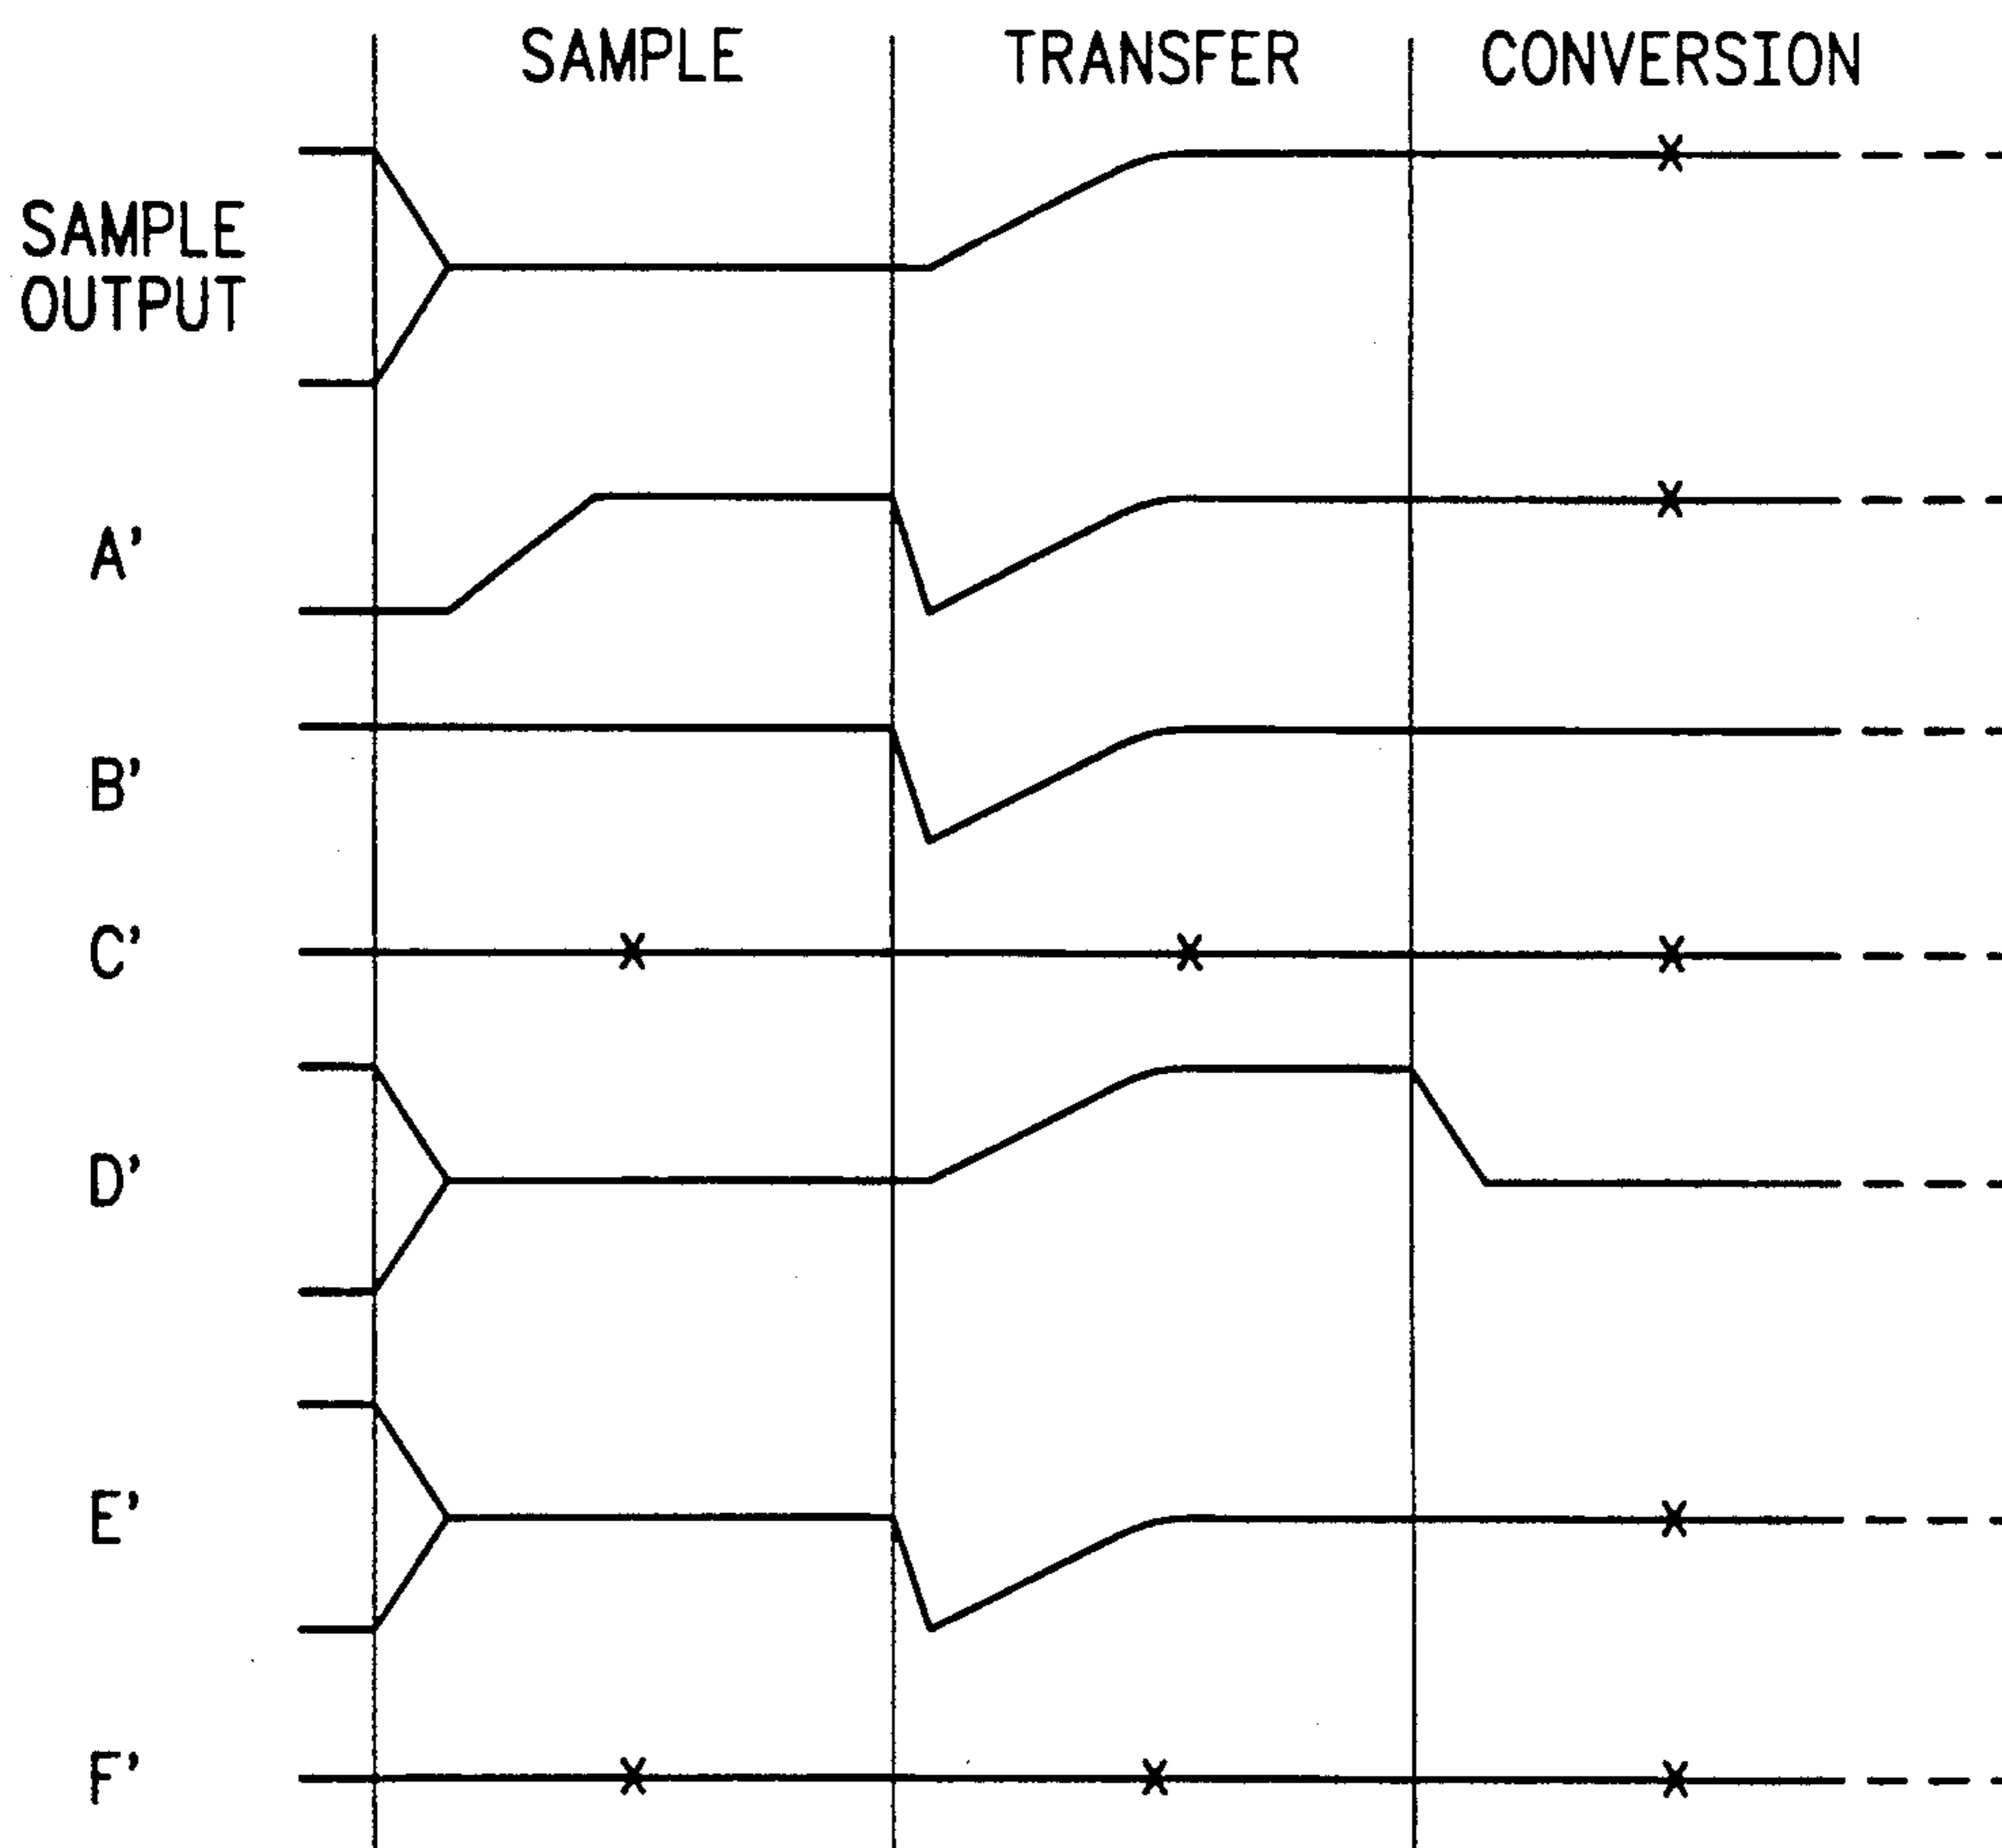 SAMPLE TRANSFER CONVERSION
SAMPLE
OUTPUT
A'
B'
C'
D'
E'
F'